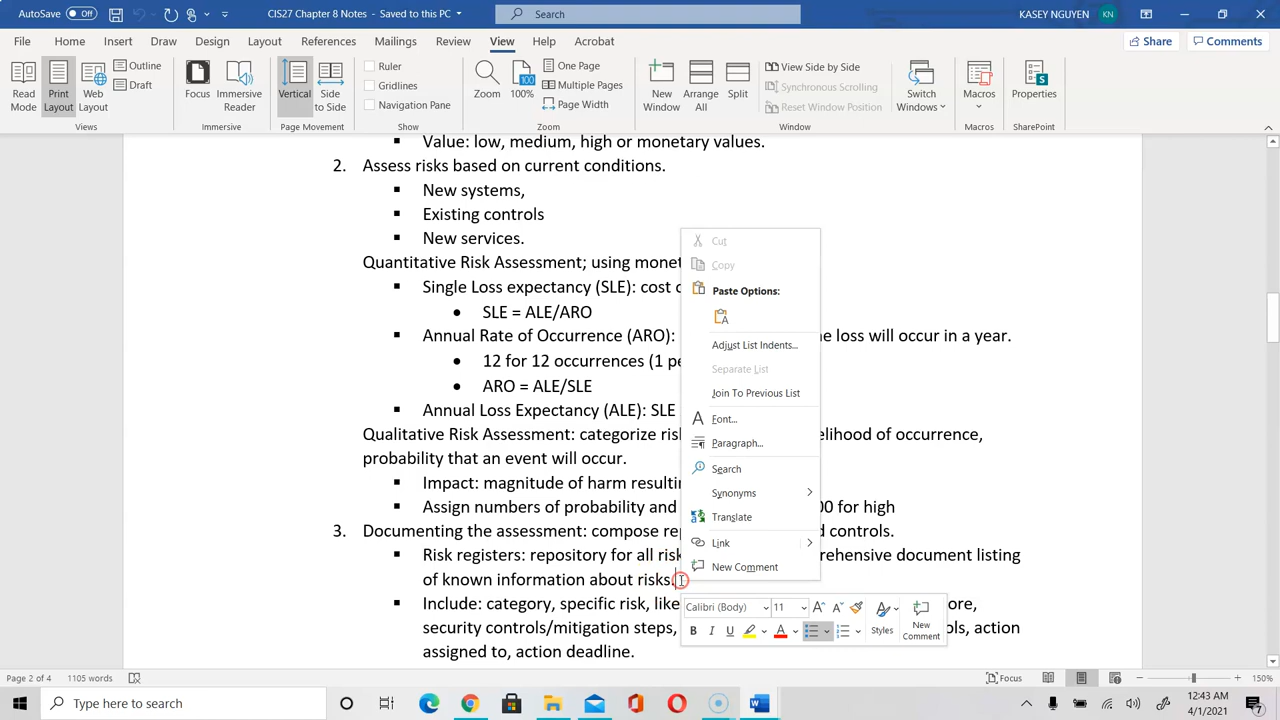 AutoSave Off CIS27 Chapter 8 Notes - Saved Search KASEY NGUYEN KN
File Home Insert Draw Design Layout References Mailings Review View Help Acrobat Share Comments
Read Mode Print Layout Web Layout Outline Draft Focus Immersive Reader Vertical Side to Side Ruler Gridlines Navigation Pane Zoom 100 100% One Page Multiple Pages Page Width New Window Arrange All Split View Side by Side Synchronous Scrolling Reset Window Position Switch Windows Macros Properties
Views Immersive Page Movement Show Zoom Window Macros SharePoint
▪ Value: low, medium, high or monetary values.
2. Assess risks based on current conditions.
▪ New systems,
▪ Existing controls
▪ New services.
Quantitative Risk Assessment; using mone
▪ Single Loss expectancy (SLE): cost
• SLE = ALE/ARO
▪ Annual Rate of Occurrence (ARO): e loss will occur in a year.
• 12 for 12 occurrences (1 pe
• ARO = ALE/SLE
▪ Annual Loss Expectancy (ALE): SLE
Qualitative Risk Assessment: categorize risk elihood of occurrence,
probability that an event will occur.
▪ Impact: magnitude of harm resultin
▪ Assign numbers of probability and 00 for high
3. Documenting the assessment: compose rep d controls.
▪ Risk registers: repository for all risk rehensive document listing
of known information about risks.
▪ Include: category, specific risk, like ore,
security controls/mitigation steps, ols, action
assigned to, action deadline.
Cut
Copy
Paste Options:
Adjust List Indents...
Separate List
Join To Previous List
Font...
Paragraph...
Search
Synonyms
Translate
Link
New Comment
Calibri (Body) 11 A A Styles New Comment
B I U A
Page 2 of 4 1105 words Focus 150%
Type here to search 12:43 AM
4/1/2021 7